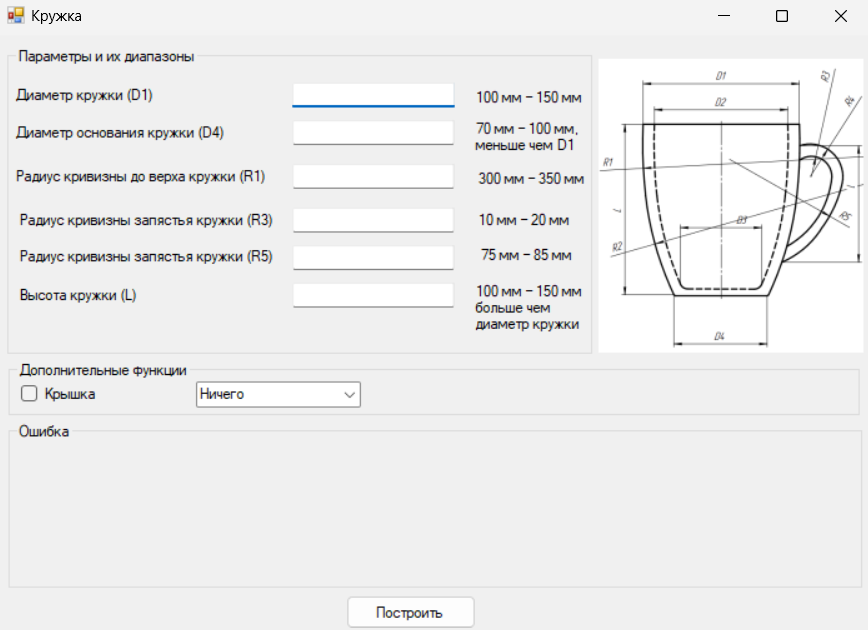 Кружка
Параметры и их диапазоны
Диаметр кружки (D1)
100 мм – 150 мм
Диаметр основания кружки (D4)
70 мм – 100 мм,
меньше чем D1
Радиус кривизны до верха кружки (R1)
300 мм – 350 мм
Радиус кривизны запястья кружки (R3)
10 мм – 20 мм
Радиус кривизны запястья кружки (R5)
75 мм – 85 мм
Высота кружки (L)
100 мм – 150 мм
больше чем
диаметр кружки
D1
D2
R3
R4
R1
L
L
D3
R5
R2
D4
Дополнительные функции
Крышка
Ничего
Ошибка
Построить